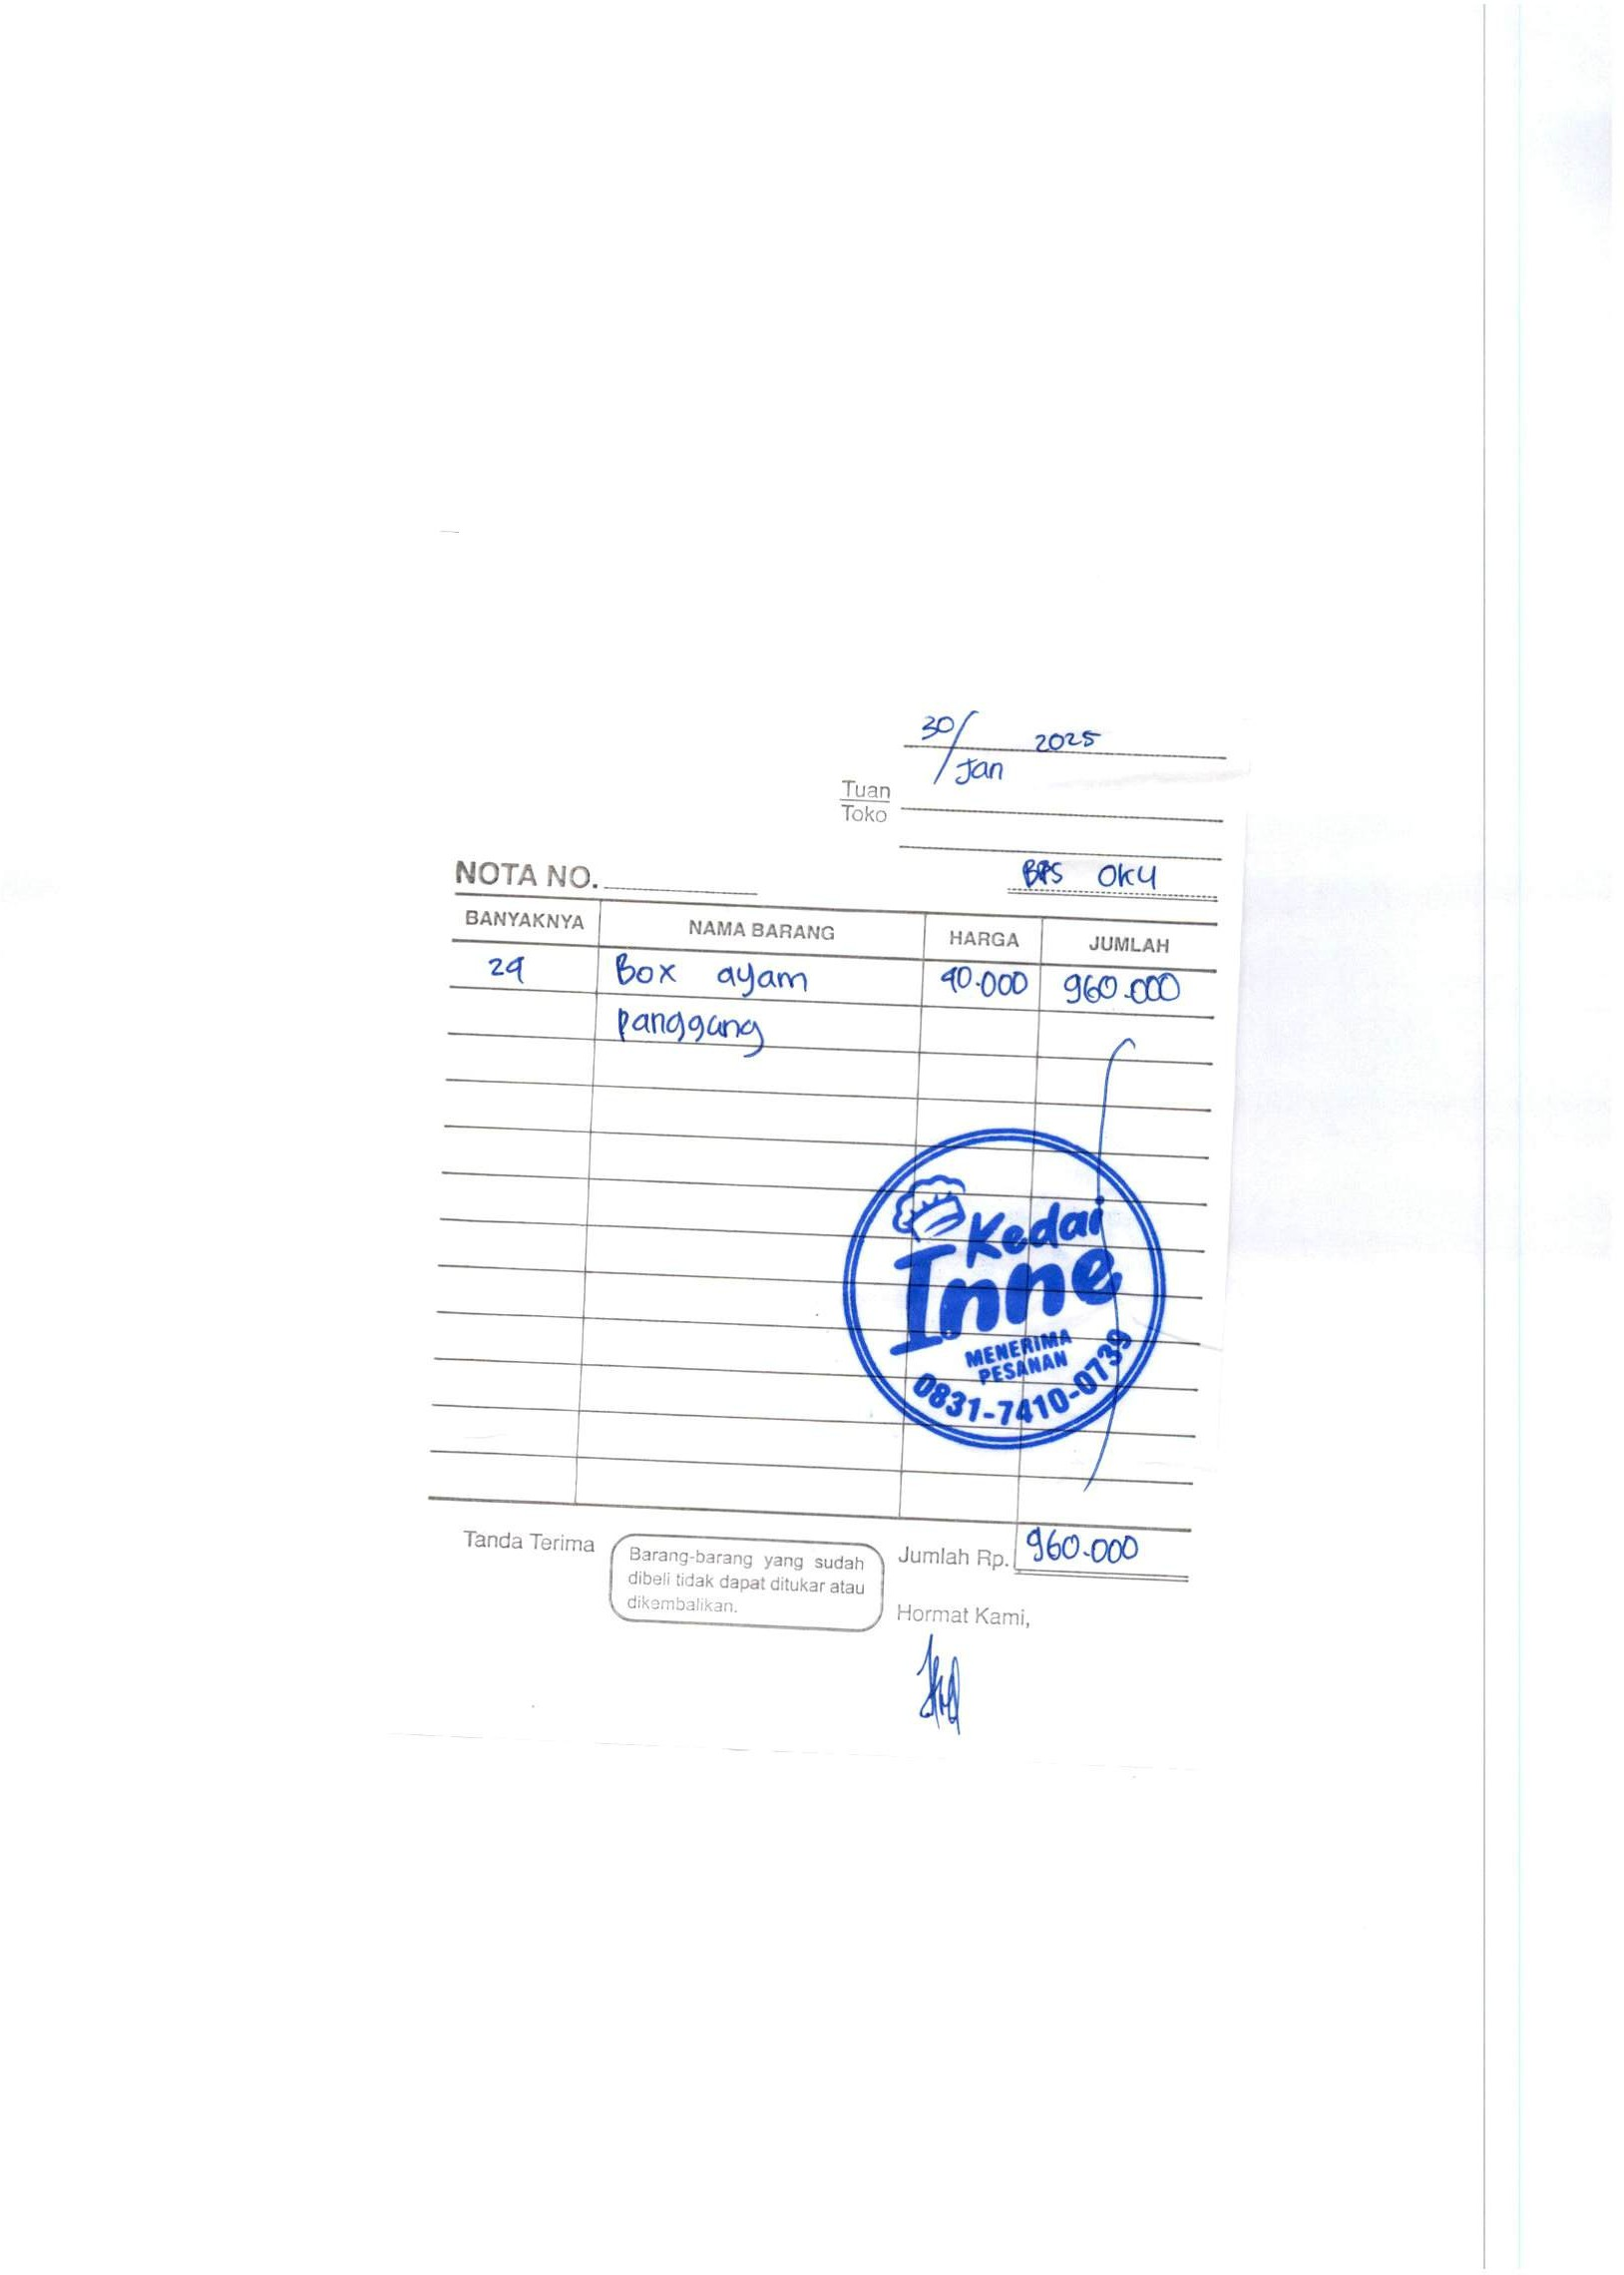 30/Jan 2025
Tuan
Toko
BPS OKU
NOTA NO.
BANYAKNYA NAMA BARANG HARGA JUMLAH
24 Box ayam 40.000 960.000
panggang
Kedai
Inne
MENERIMA
PESANAN
0831-7410-0739
Tanda Terima
Barang-barang yang sudah
dibeli tidak dapat ditukar atau
dikembalikan.
Jumlah Rp. 960.000
Hormat Kami,